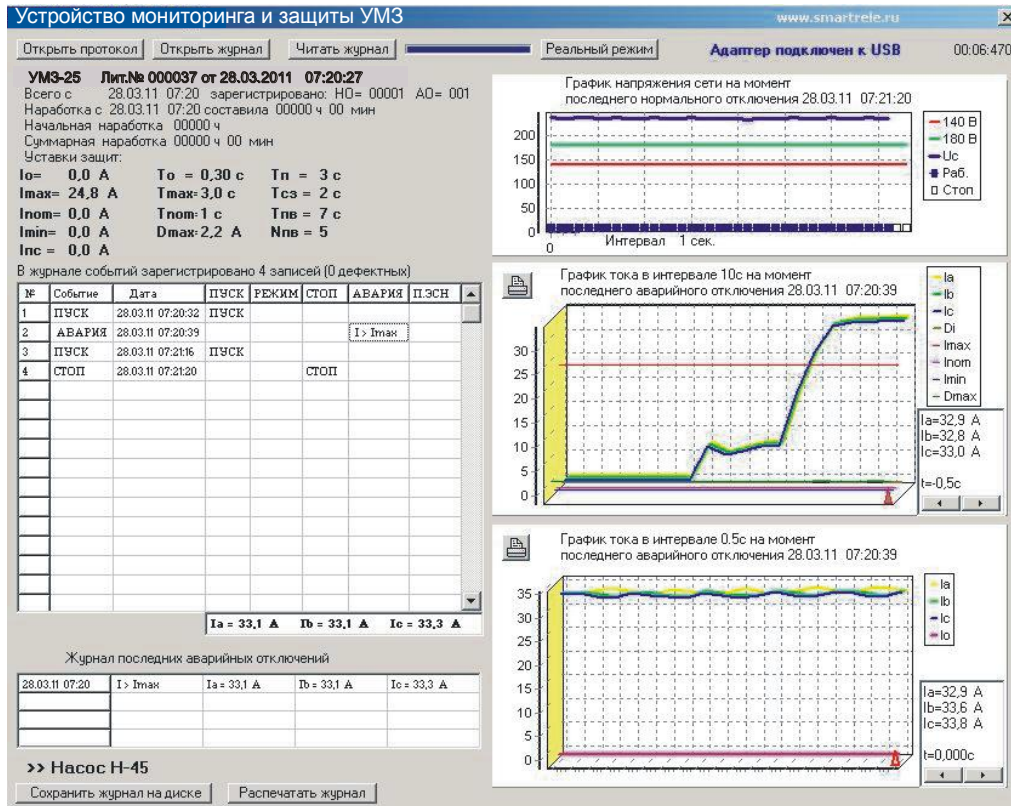 Устройство мониторинга и защиты УМЗ
www.smartrele.ru
Открыть протокол Открыть журнал Читать журнал Реальный режим Адаптер подключен к USB 00:06:470
УМЗ-25 Лит.№ 000037 от 28.03.2011 07:20:27
Всего с 28.03.11 07:20 зарегистрировано: НО= 00001 АО= 001
Наработка с 28.03.11 07:20 составила 00000 ч 00 мин
Начальная наработка 00000 ч
Суммарная наработка 00000 ч 00 мин
Уставки защит:
Io= 0,0 А То = 0,30 с Тп = 3 с
Imax= 24,8 А Tmax=3,0 с Тсз = 2 с
Inom= 0,0 А Tnom=1 с Тпв = 7 с
Imin= 0,0 А Dmax=2,2 А Nпв = 5
Inc = 0,0 А
В журнале событий зарегистрировано 4 записей (0 дефектных)
№ Событие Дата ПУСК РЕЖИМ СТОП АВАРИЯ П.ЭСН
1 ПУСК 28.03.11 07:20:32 ПУСК
2 АВАРИЯ 28.03.11 07:20:39 I> Imax
3 ПУСК 28.03.11 07:21:16 ПУСК
4 СТОП 28.03.11 07:21:20 СТОП
Ia = 33,1 A Ib = 33,1 A Ic = 33,3 A
Журнал последних аварийных отключений
28.03.11 07:20 I> Imax Ia = 33,1 A Ib = 33,1 A Ic = 33,3 A
>> Насос Н-45
Сохранить журнал на диске Распечатать журнал
График напряжения сети на момент
последнего нормального отключения 28.03.11 07:21:20
200
150
100
50
0
0
Интервал 1 сек.
140 В
180 В
Uc
Раб.
Стоп
График тока в интервале 10с на момент
последнего аварийного отключения 28.03.11 07:20:39
30
25
20
15
10
5
0
Ia
Ib
Ic
Di
Imax
Inom
Imin
Dmax
Ia=32,9 A
Ib=32,8 A
Ic=33,0 A
t=-0,5с
График тока в интервале 0.5с на момент
последнего аварийного отключения 28.03.11 07:20:39
35
30
25
20
15
10
5
0
Ia
Ib
Ic
Io
Ia=32,9 A
Ib=33,6 A
Ic=33,8 A
t=0,000с